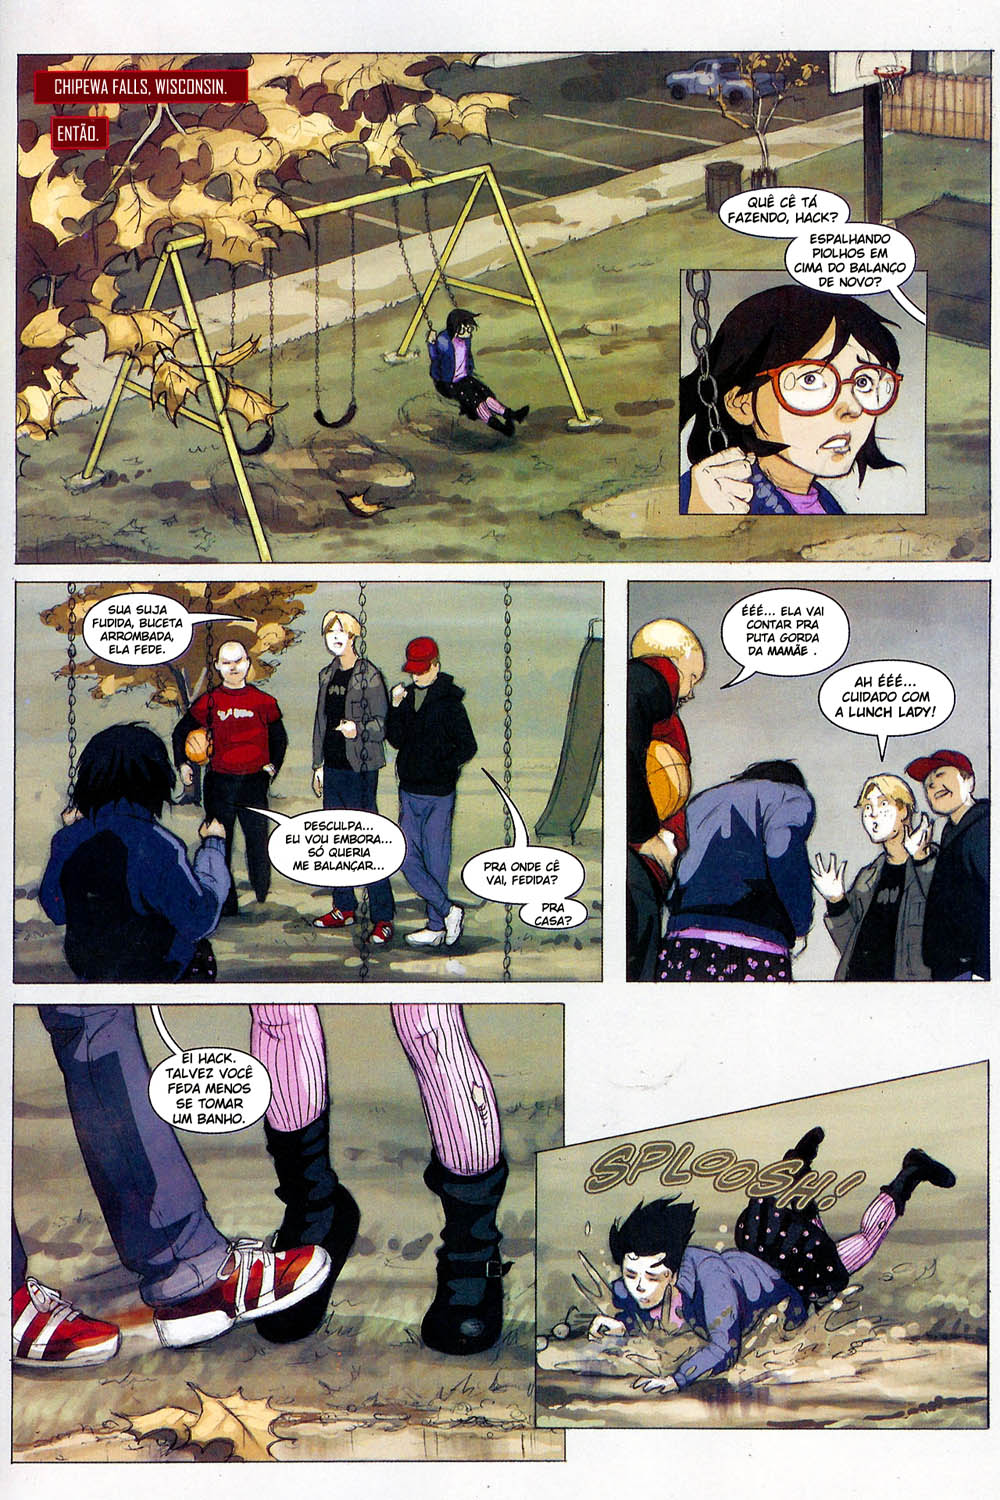 CHIPEWA FALLS, WISCONSIN.
ENTÃO.
QUÊ CÊ TÁ
FAZENDO, HACK?
ESPALHANDO
PIOLHOS EM
CIMA DO BALANÇO
DE NOVO?
SUA SUJA
FUDIDA, BUCETA
ARROMBADA,
ELA FEDE.
DESCULPA...
EU VOU EMBORA...
SÓ QUERIA
ME BALANÇAR...
PRA ONDE CÊ
VAI, FEDIDA?
PRA
CASA?
ÉÉÉ... ELA VAI
CONTAR PRA
PUTA GORDA
DA MAMÃE .
AH ÉÉÉ...
CUIDADO COM
A LUNCH LADY!
EI HACK.
TALVEZ VOCÊ
FEDA MENOS
SE TOMAR
UM BANHO.
SPLOOSH!